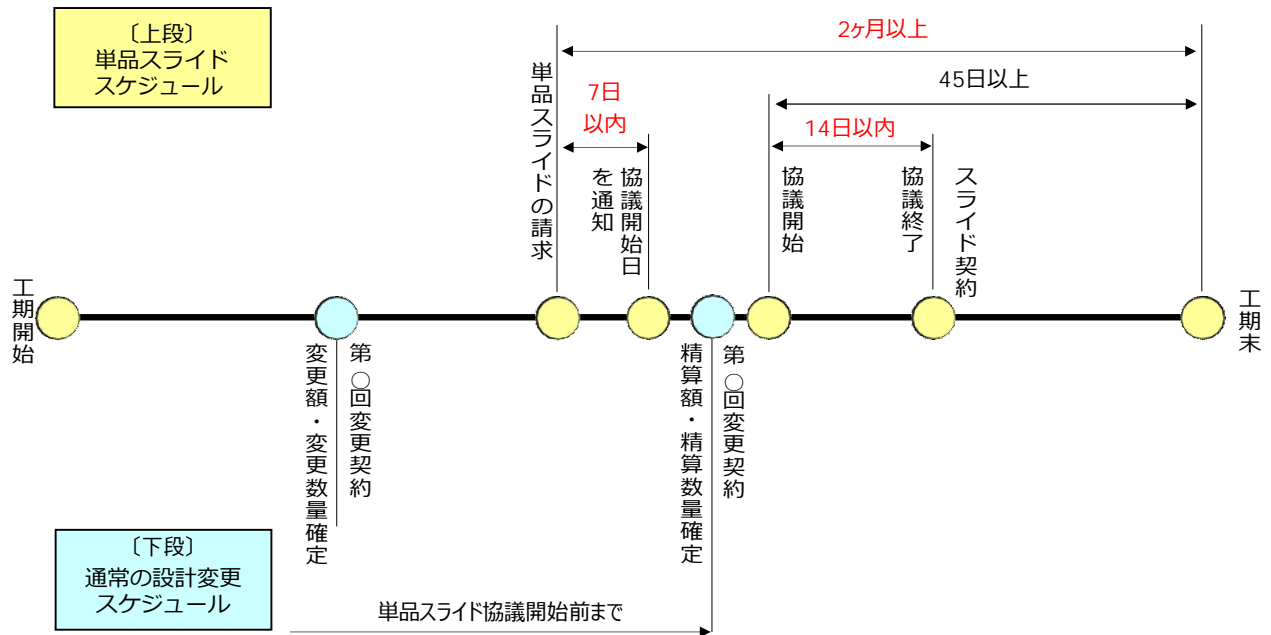 〔上段〕
単品スライド
スケジュール
2ヶ月以上
45日以上
7日
以内
14日以内
単品スライドの請求
協議開始日
を通知
協議開始
協議終了
スライド契約
工期開始
工期末
第○回変更契約
変更額・変更数量確定
第○回変更契約
精算額・精算数量確定
〔下段〕
通常の設計変更
スケジュール
単品スライド協議開始前まで